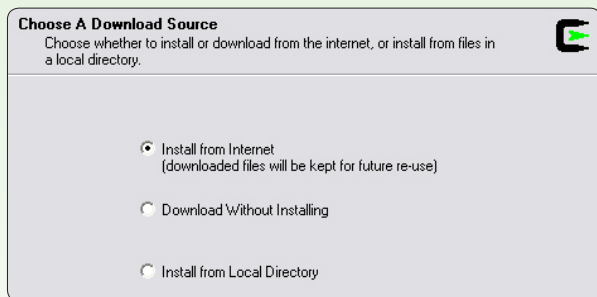 Choose A Download Source
Choose whether to install or download from the internet, or install from files in
a local directory.
Install from Internet
(downloaded files will be kept for future re-use)
Download Without Installing
Install from Local Directory